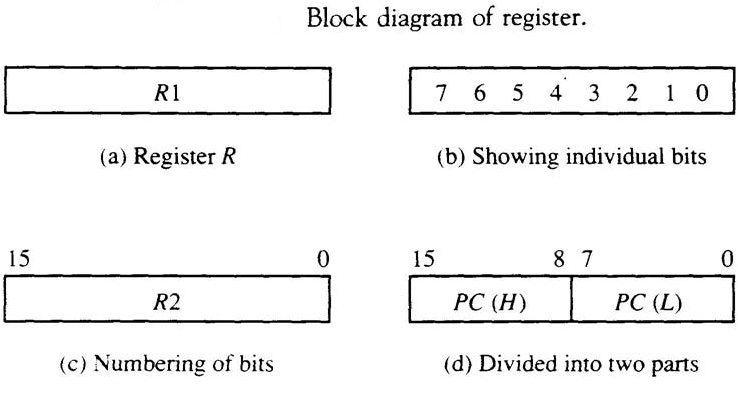 Block diagram of register.
R1
7 6 5 4 3 2 1 0
(a) Register R
(b) Showing individual bits
15 0
15 8 7 0
R2
PC (H) PC (L)
(c) Numbering of bits
(d) Divided into two parts